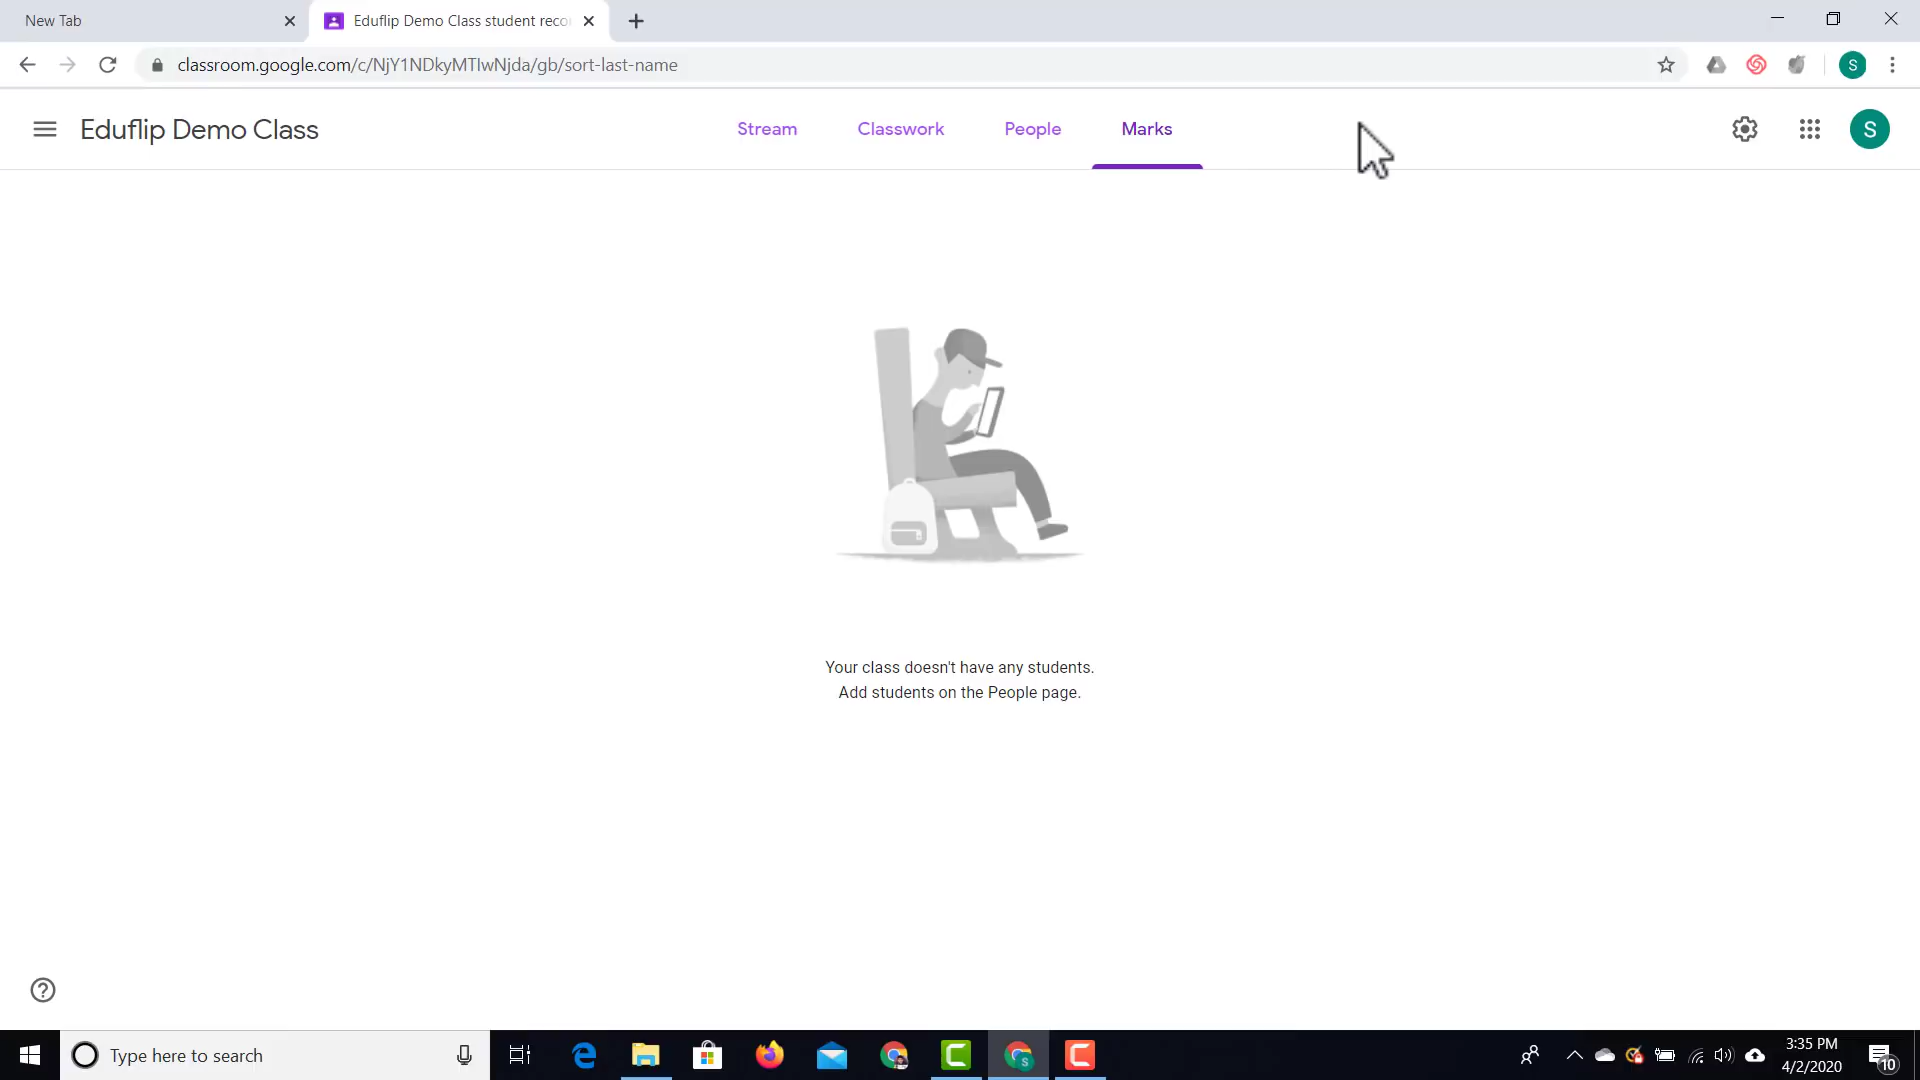 New Tab
Eduflip Demo Class student reco
classroom.google.com/c/NjY1NDkyMTIwNjda/gb/sort-last-name
Eduflip Demo Class
Stream
Classwork
People
Marks
S
S
Your class doesn't have any students.
Add students on the People page.
Type here to search
3:35 PM
4/2/2020
10